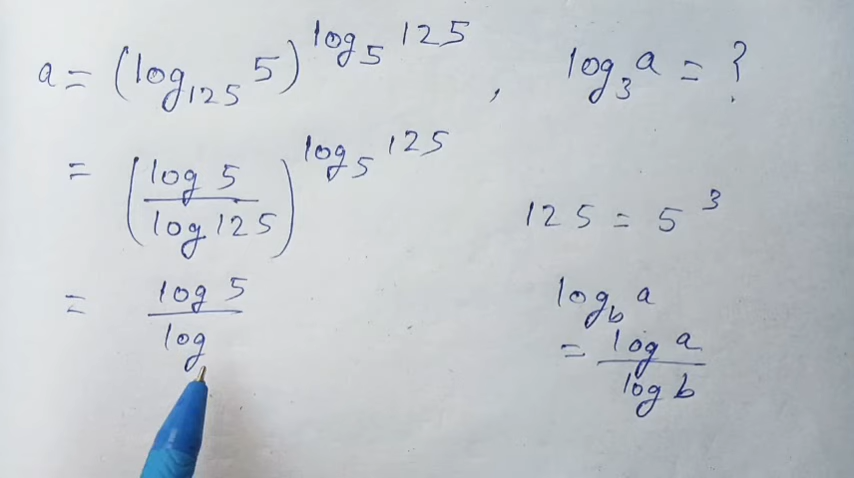 a = (log₁₂₅ 5)^(log₅ 125) , log₃ a = ?
= (log 5 / log 125)^(log₅ 125)
125 = 5³
= log 5 / log
log_b a
= log a / log b